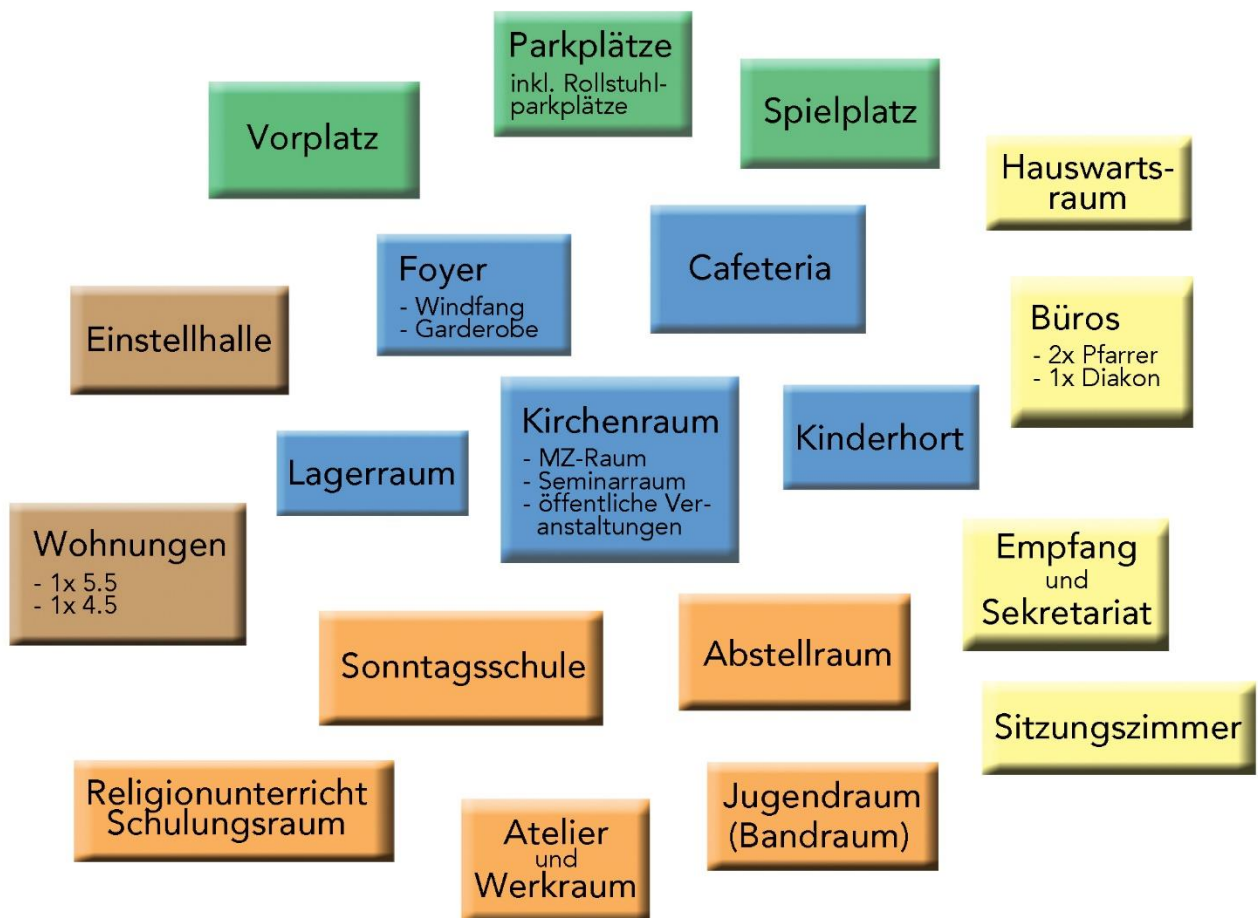 Parkplätze
inkl. Rollstuhl-
parkplätze
Vorplatz
Spielplatz
Hauswarts-
raum
Foyer
- Windfang
- Garderobe
Cafeteria
Einstellhalle
Büros
- 2x Pfarrer
- 1x Diakon
Kirchenraum
- MZ-Raum
- Seminarraum
- öffentliche Ver-
anstaltungen
Kinderhort
Lagerraum
Wohnungen
- 1x 5.5
- 1x 4.5
Empfang
und
Sekretariat
Sonntagsschule
Abstellraum
Sitzungszimmer
Religionunterricht
Schulungsraum
Atelier
und
Werkraum
Jugendraum
(Bandraum)